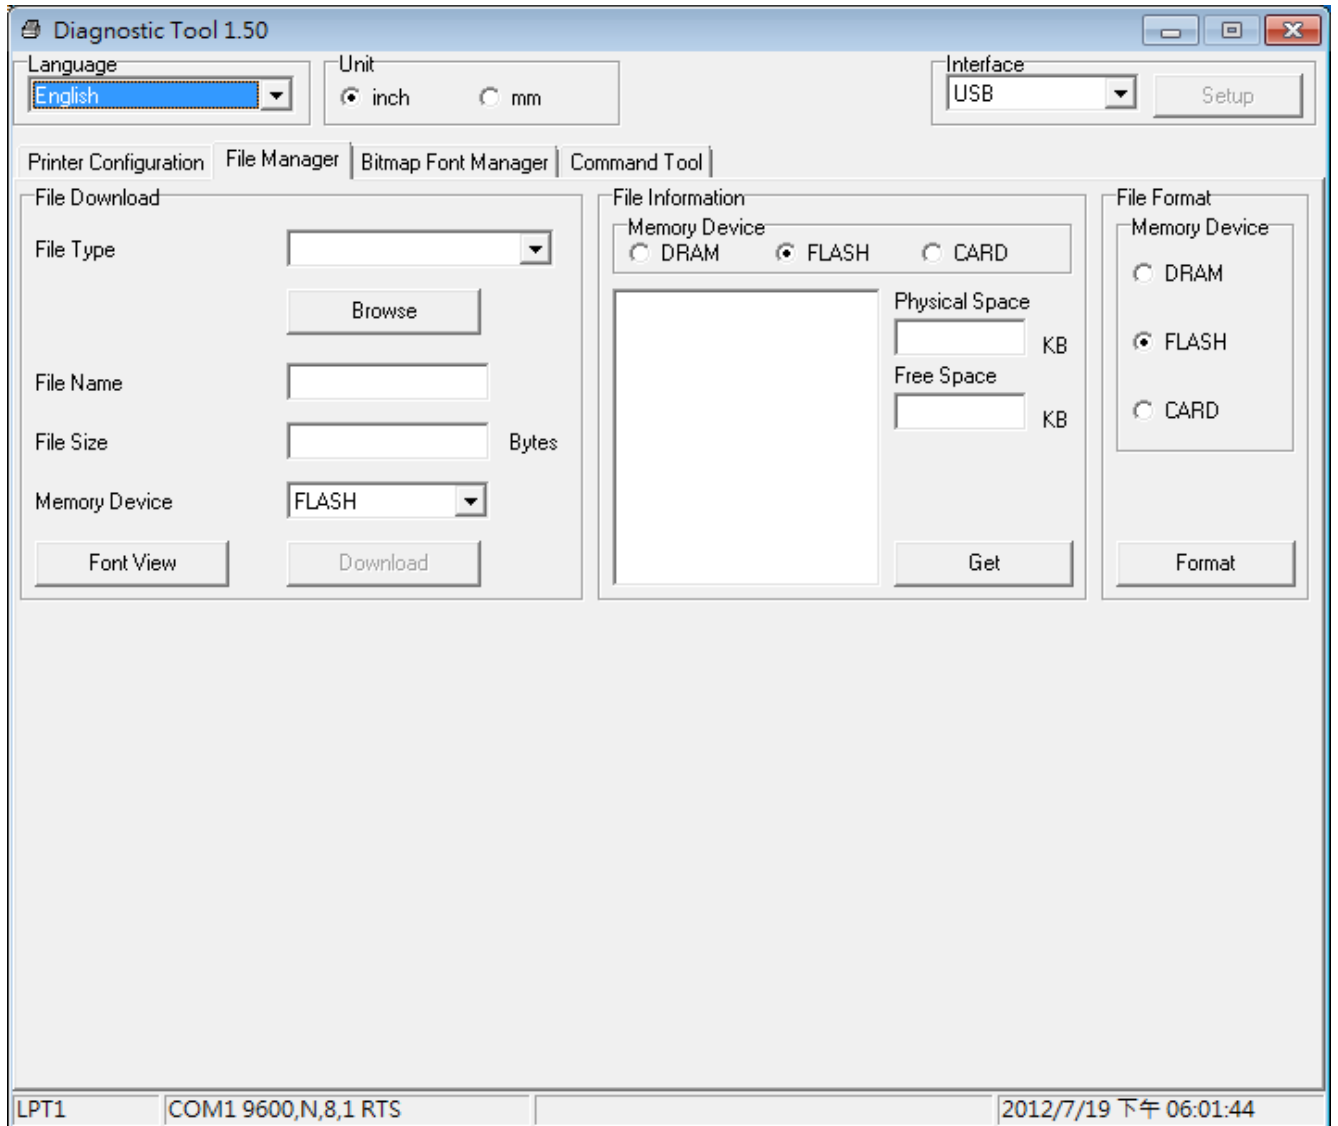 Diagnostic Tool 1.50
Language
Unit
Interface
English
inch
mm
USB
Setup
Printer Configuration
File Manager
Bitmap Font Manager
Command Tool
File Download
File Type
Browse
File Name
File Size
Bytes
Memory Device
FLASH
Font View
Download
File Information
Memory Device
DRAM
FLASH
CARD
Physical Space
KB
Free Space
KB
Get
File Format
Memory Device
DRAM
FLASH
CARD
Format
LPT1
COM1 9600,N,8,1 RTS
2012/7/19 下午 06:01:44